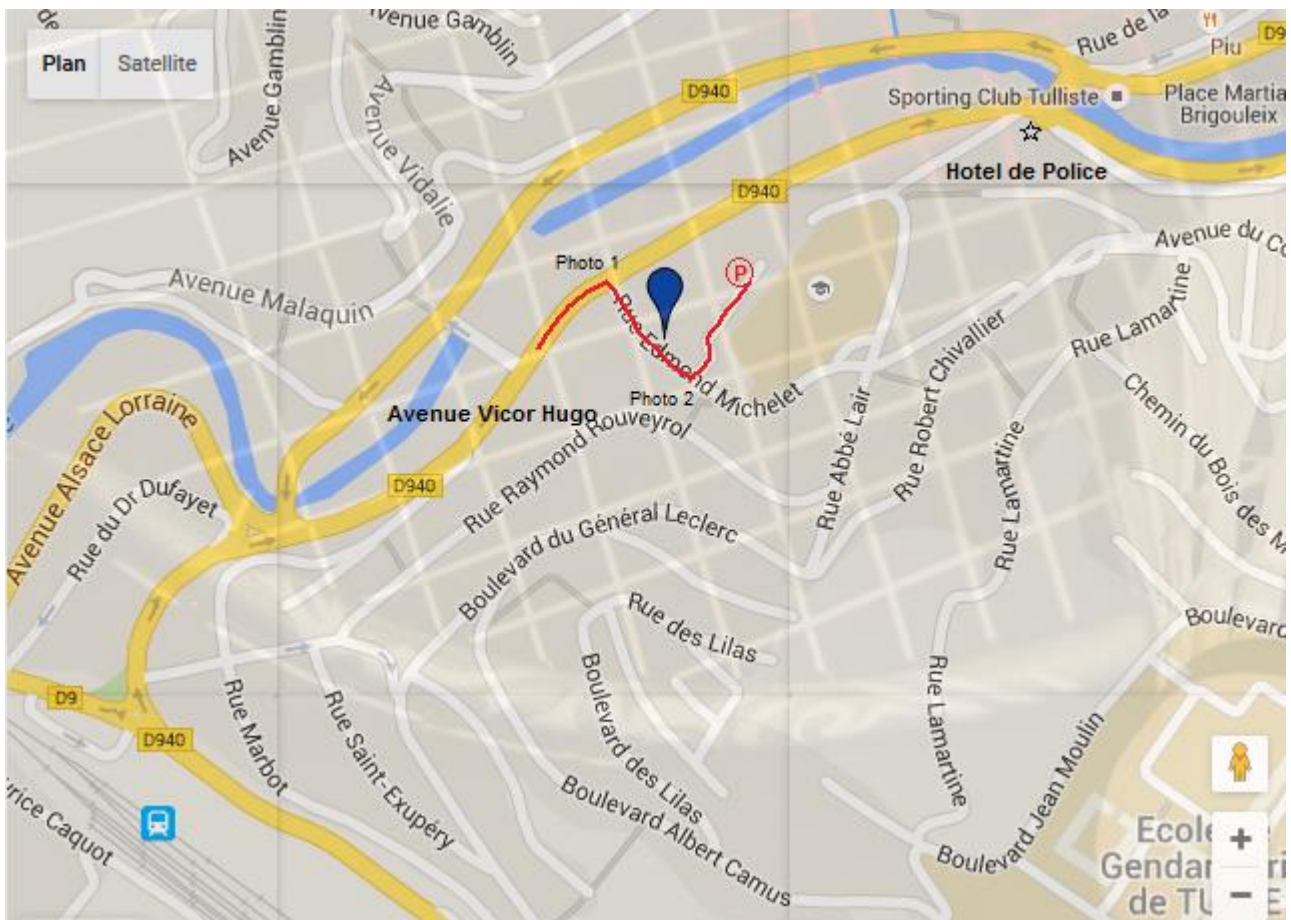 Avenue Gamblin
Plan
Satellite
Avenue Gamblin
Avenue Vidalie
D940
Rue de la
Piu
D9
Sporting Club Tulliste
Place Martia
Brigouleix
Hotel de Police
D940
Avenue du Co
Photo 1
P
Avenue Malaquin
Rue Edmond Michelet
Photo 2
Avenue Vicor Hugo
Rue Lamartine
Rue Robert Chivallier
Chemin du Bois des M
Avenue Alsace Lorraine
Rue Raymond Rouveyrol
Rue Abbé Lair
Rue Lamartine
D940
Rue du Dr Dufayet
Boulevard du Général Leclerc
Rue des Lilas
Boulevard
D9
D940
Rue Marbot
Rue Saint-Exupéry
Boulevard des Lilas
Rue Lamartine
Boulevard Jean Moulin
Boulevard Albert Camus
rice Caquot
+
−
Ecole
Gendar
de TU